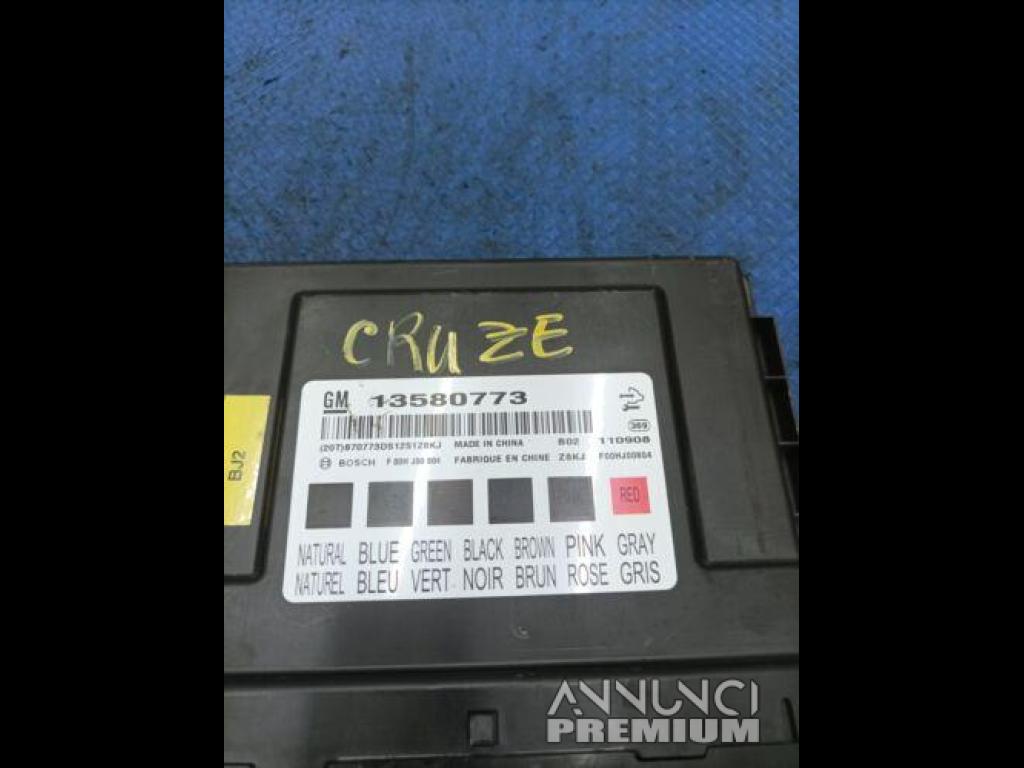 CRUZE
GM 13580773
369
MADE IN CHINA B02 110908
BOSCH FABRIQUE EN CHINE Z6KJ
BJ2
RED
NATURAL BLUE GREEN BLACK BROWN PINK GRAY
NATUREL BLEU VERT NOIR BRUN ROSE GRIS
ANNUNCI
PREMIUM